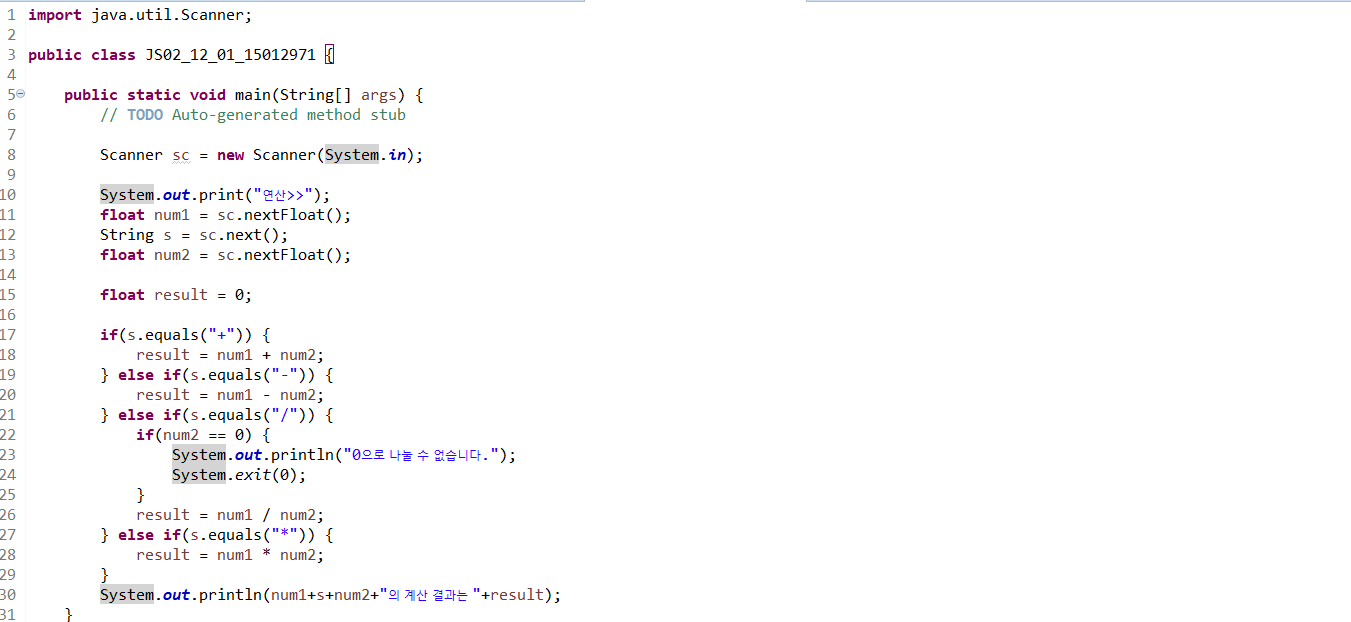 1 import java.util.Scanner;
2
3 public class JS02_12_01_15012971 {
4
5 public static void main(String[] args) {
6 // TODO Auto-generated method stub
7
8 Scanner sc = new Scanner(System.in);
9
10 System.out.print("연산>>");
11 float num1 = sc.nextFloat();
12 String s = sc.next();
13 float num2 = sc.nextFloat();
14
15 float result = 0;
16
17 if(s.equals("+")) {
18 result = num1 + num2;
19 } else if(s.equals("-")) {
20 result = num1 - num2;
21 } else if(s.equals("/")) {
22 if(num2 == 0) {
23 System.out.println("0으로 나눌 수 없습니다.");
24 System.exit(0);
25 }
26 result = num1 / num2;
27 } else if(s.equals("*")) {
28 result = num1 * num2;
29 }
30 System.out.println(num1+s+num2+"의 계산 결과는 "+result);
31 }